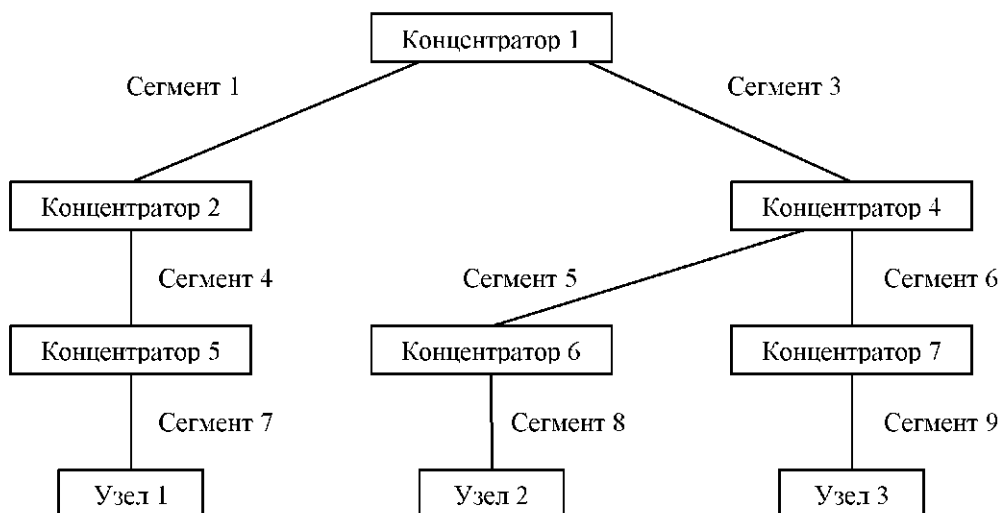 Концентратор 1
Сегмент 1
Сегмент 3
Концентратор 2
Концентратор 4
Сегмент 4
Сегмент 5
Сегмент 6
Концентратор 5
Концентратор 6
Концентратор 7
Сегмент 7
Сегмент 8
Сегмент 9
Узел 1
Узел 2
Узел 3